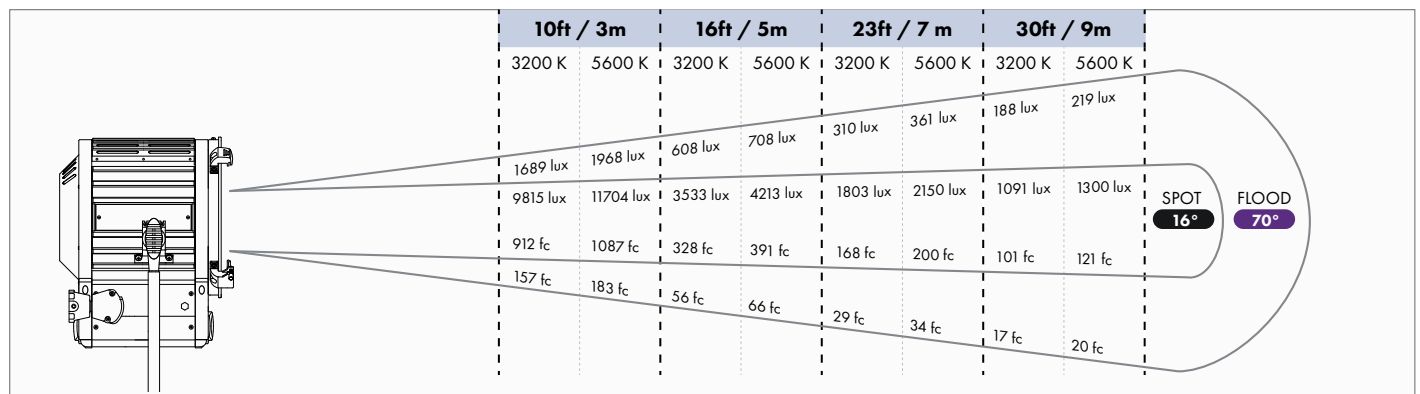 10ft / 3m 16ft / 5m 23ft / 7 m 30ft / 9m
3200 K 5600 K 3200 K 5600 K 3200 K 5600 K 3200 K 5600 K
1689 lux 1968 lux 608 lux 708 lux 310 lux 361 lux 188 lux 219 lux
9815 lux 11704 lux 3533 lux 4213 lux 1803 lux 2150 lux 1091 lux 1300 lux
SPOT FLOOD
16° 70°
912 fc 1087 fc 328 fc 391 fc 168 fc 200 fc 101 fc 121 fc
157 fc 183 fc 56 fc 66 fc 29 fc 34 fc 17 fc 20 fc